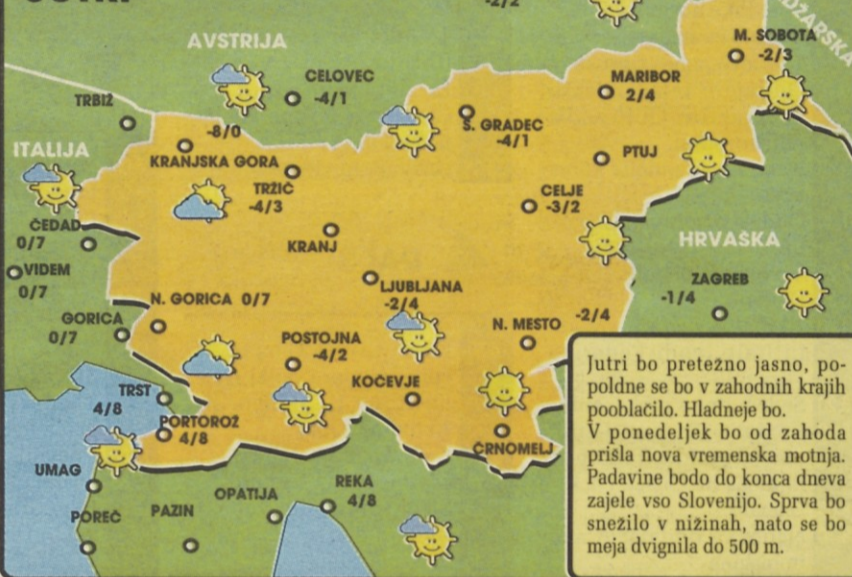 -2/2
AVSTRIJA
M. SOBOTA
-2/3
CELOVEC
-4/1
MARIBOR
2/4
TRBIŽ
-8/0
KRANJSKA GORA
S. GRADEC
-4/1
ITALIJA
PTUJ
TRŽIČ
-4/3
CELJE
-3/2
ČEDAD
0/7
KRANJ
HRVAŠKA
VIDEM
0/7
LJUBLJANA
-2/4
ZAGREB
-1/4
N. GORICA 0/7
GORICA
0/7
POSTOJNA
-4/2
N. MESTO
-2/4
KOČEVJE
TRST
4/8
PORTOROŽ
4/8
ČRNOMELJ
UMAG
OPATIJA
REKA
4/8
POREČ
PAZIN
Jutri bo pretežno jasno, po-
poldne se bo v zahodnih krajih
pooblačilo. Hladneje bo.
V ponedeljek bo od zahoda
prišla nova vremenska motnja.
Padavine bodo do konca dneva
zajele vso Slovenijo. Sprva bo
snežilo v nižinah, nato se bo
meja dvignila do 500 m.